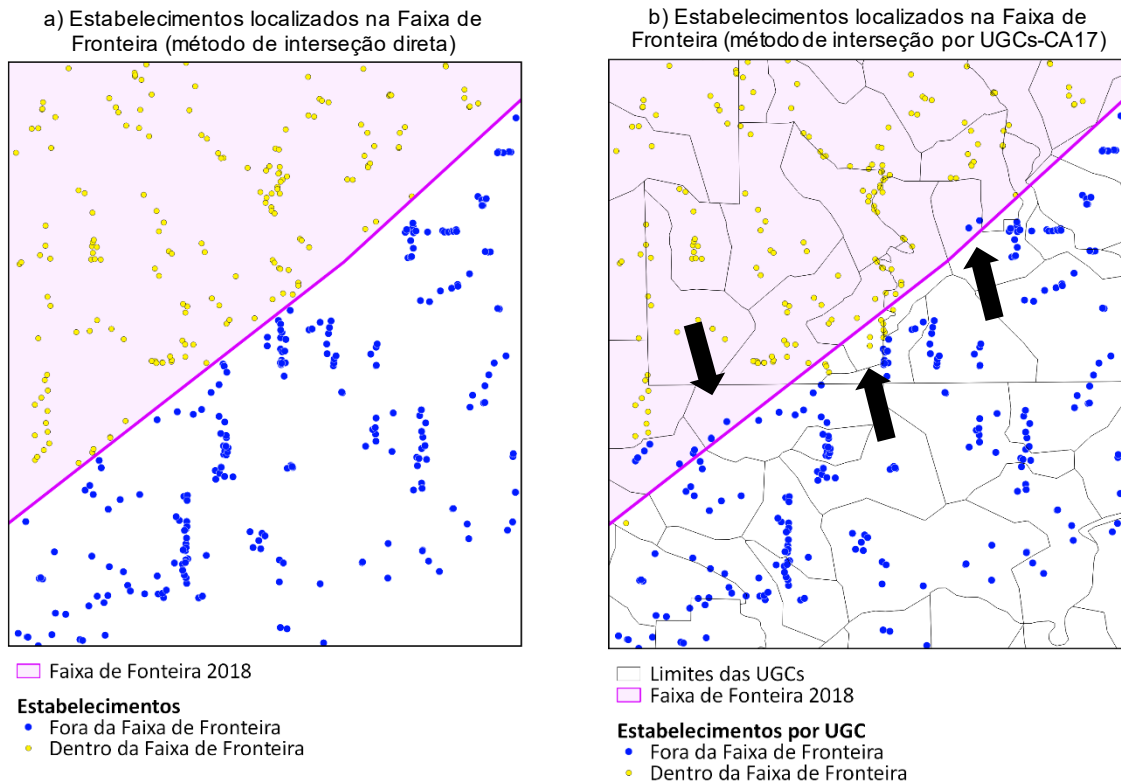 a) Estabelecimentos localizados na Faixa de
Fronteira (método de interseção direta)
Faixa de Fonteira 2018
Estabelecimentos
Fora da Faixa de Fronteira
Dentro da Faixa de Fronteira
b) Estabelecimentos localizados na Faixa de
Fronteira (método de interseção por UGCs-CA17)
Limites das UGCs
Faixa de Fonteira 2018
Estabelecimentos por UGC
Fora da Faixa de Fronteira
Dentro da Faixa de Fronteira